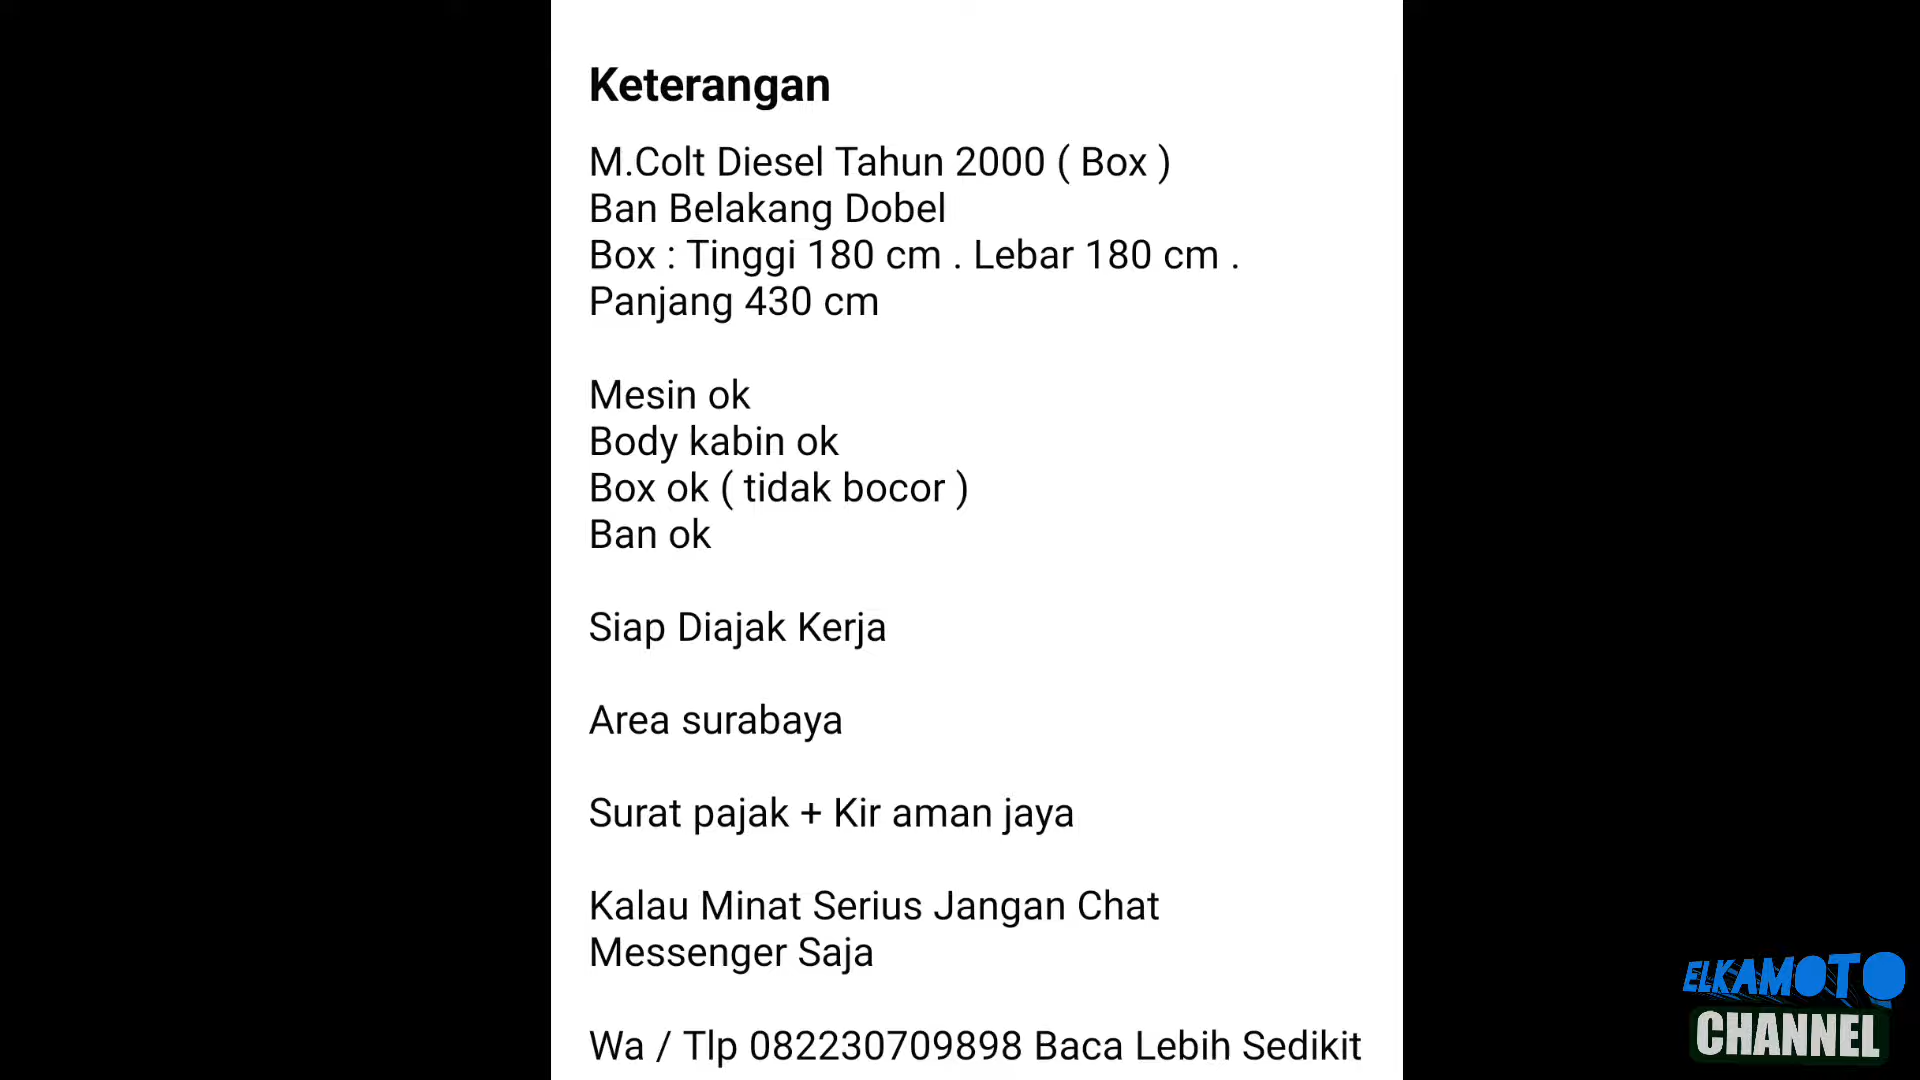 Keterangan
M.Colt Diesel Tahun 2000 ( Box )
Ban Belakang Dobel
Box : Tinggi 180 cm . Lebar 180 cm .
Panjang 430 cm
Mesin ok
Body kabin ok
Box ok ( tidak bocor )
Ban ok
Siap Diajak Kerja
Area surabaya
Surat pajak + Kir aman jaya
Kalau Minat Serius Jangan Chat
Messenger Saja
Wa / Tlp 082230709898 Baca Lebih Sedikit
ELKAMOTO
CHANNEL